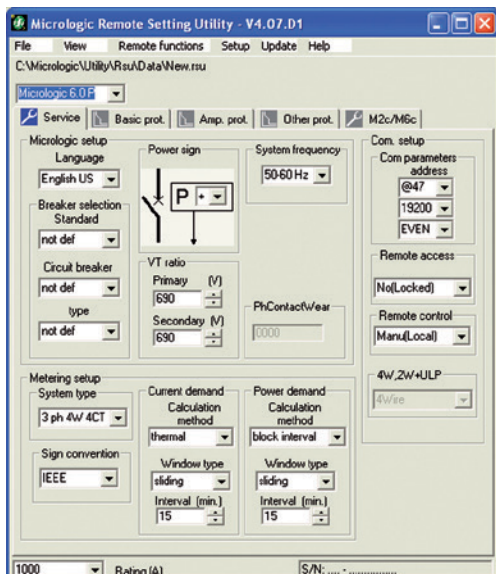 Micrologic Remote Setting Utility - V4.07.D1
File View Remote functions Setup Update Help
C:\Micrologic\Utility\Rsu\Data\New.rsu
Micrologic 6.0 P
Service Basic prot. Amp. prot. Other prot. M2c/M6c
Micrologic setup
Language
English US
Breaker selection
Standard
not def
Circuit breaker
not def
type
not def
Power sign
P +
VT ratio
Primary (V)
690
Secondary (V)
690
System frequency
50-60 Hz
PhContactWear
0000
Com. setup
Com parameters
address
@47
19200
EVEN
Remote access
No(Locked)
Remote control
Manu(Local)
4W,2W+ULP
4Wire
Metering setup
System type
3 ph 4W 4CT
Sign convention
IEEE
Current demand
Calculation
method
thermal
Window type
sliding
Interval (min.)
15
Power demand
Calculation
method
block interval
Window type
sliding
Interval (min.)
15
1000 Rating (A) S/N: .... - ................